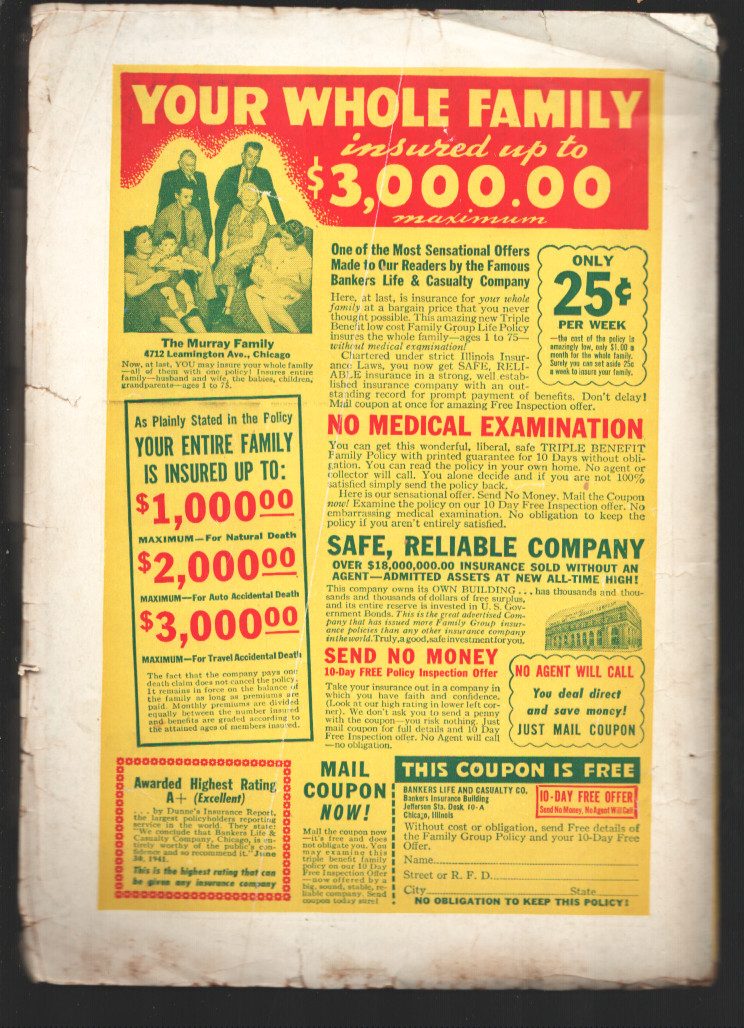 YOUR WHOLE FAMILY
insured up to
$3,000.00
maximum
The Murray Family
4712 Leamington Ave., Chicago
Now, at last, YOU may insure your whole family
—all of them with one policy! Insures entire
family—husband and wife, the babies, children,
grandparents—ages 1 to 75.
One of the Most Sensational Offers
Made to Our Readers by the Famous
Bankers Life & Casualty Company
Here, at last, is insurance for your whole
family at a bargain price that you never
thought possible. This amazing new Triple
Benefit low cost Family Group Life Policy
insures the whole family—ages 1 to 75—
without medical examination!
Chartered under strict Illinois Insur-
ance Laws, you now get SAFE, RELI-
ABLE insurance in a strong, well estab-
lished insurance company with an out-
standing record for prompt payment of benefits. Don't delay!
Mail coupon at once for amazing Free Inspection offer.
ONLY
25¢
PER WEEK
—the cost of the policy is
amazingly low, only $1.00 a
month for the whole family.
Surely you can set aside 25c
a week to insure your family.
As Plainly Stated in the Policy
YOUR ENTIRE FAMILY
IS INSURED UP TO:
$1,000.00
MAXIMUM—For Natural Death
$2,000.00
MAXIMUM—For Auto Accidental Death
$3,000.00
MAXIMUM—For Travel Accidental Death
The fact that the company pays one
death claim does not cancel the policy.
It remains in force on the balance of
the family as long as premiums are
paid. Monthly premiums are divided
equally between the number insured
and benefits are graded according to
the attained ages of members insured.
NO MEDICAL EXAMINATION
You can get this wonderful, liberal, safe TRIPLE BENEFIT
Family Policy with printed guarantee for 10 Days without obli-
gation. You can read the policy in your own home. No agent or
collector will call. You alone decide and if you are not 100%
satisfied simply send the policy back.
Here is our sensational offer. Send No Money. Mail the Coupon
now! Examine the policy on our 10 Day Free Inspection offer. No
embarrassing medical examination. No obligation to keep the
policy if you aren't entirely satisfied.
SAFE, RELIABLE COMPANY
OVER $18,000,000.00 INSURANCE SOLD WITHOUT AN
AGENT—ADMITTED ASSETS AT NEW ALL-TIME HIGH!
This company owns its OWN BUILDING . . . has thousands and thou-
sands and thousands of dollars of free surplus,
and its entire reserve is invested in U. S. Gov-
ernment Bonds. This is the great advertised Com-
pany that has issued more Family Group insur-
ance policies than any other insurance company
in the world. Truly, a good, safe investment for you.
SEND NO MONEY
10-Day FREE Policy Inspection Offer
Take your insurance out in a company in
which you have faith and confidence.
(Look at our high rating in lower left cor-
ner). We don't ask you to send a penny
with the coupon—you risk nothing. Just
mail coupon for full details and 10 Day
Free Inspection offer. No Agent will call
—no obligation.
NO AGENT WILL CALL
You deal direct
and save money!
JUST MAIL COUPON
Awarded Highest Rating
A+ (Excellent)
. . . by Dunne's Insurance Report,
the largest policyholders reporting
service in the world. They state:
"We conclude that Bankers Life &
Casualty Company, Chicago, is en-
tirely worthy of the public's con-
fidence and so recommend it." June
30, 1941.
This is the highest rating that can
be given any insurance company
MAIL
COUPON
NOW!
Mail the coupon now
—it's free and does
not obligate you. You
may examine this
triple benefit family
policy on our 10 Day
Free Inspection Offer
—now offered by a
big, sound, stable, re-
liable company. Send
coupon today sure!
THIS COUPON IS FREE
BANKERS LIFE AND CASUALTY CO.
Bankers Insurance Building
Jefferson Sta. Desk 10-A
Chicago, Illinois
10-DAY FREE OFFER
Send No Money, No Agent Will Call
Without cost or obligation, send Free details of
the Family Group Policy and your 10-Day Free
Offer.
Name
Street or R. F. D.
City State
NO OBLIGATION TO KEEP THIS POLICY!